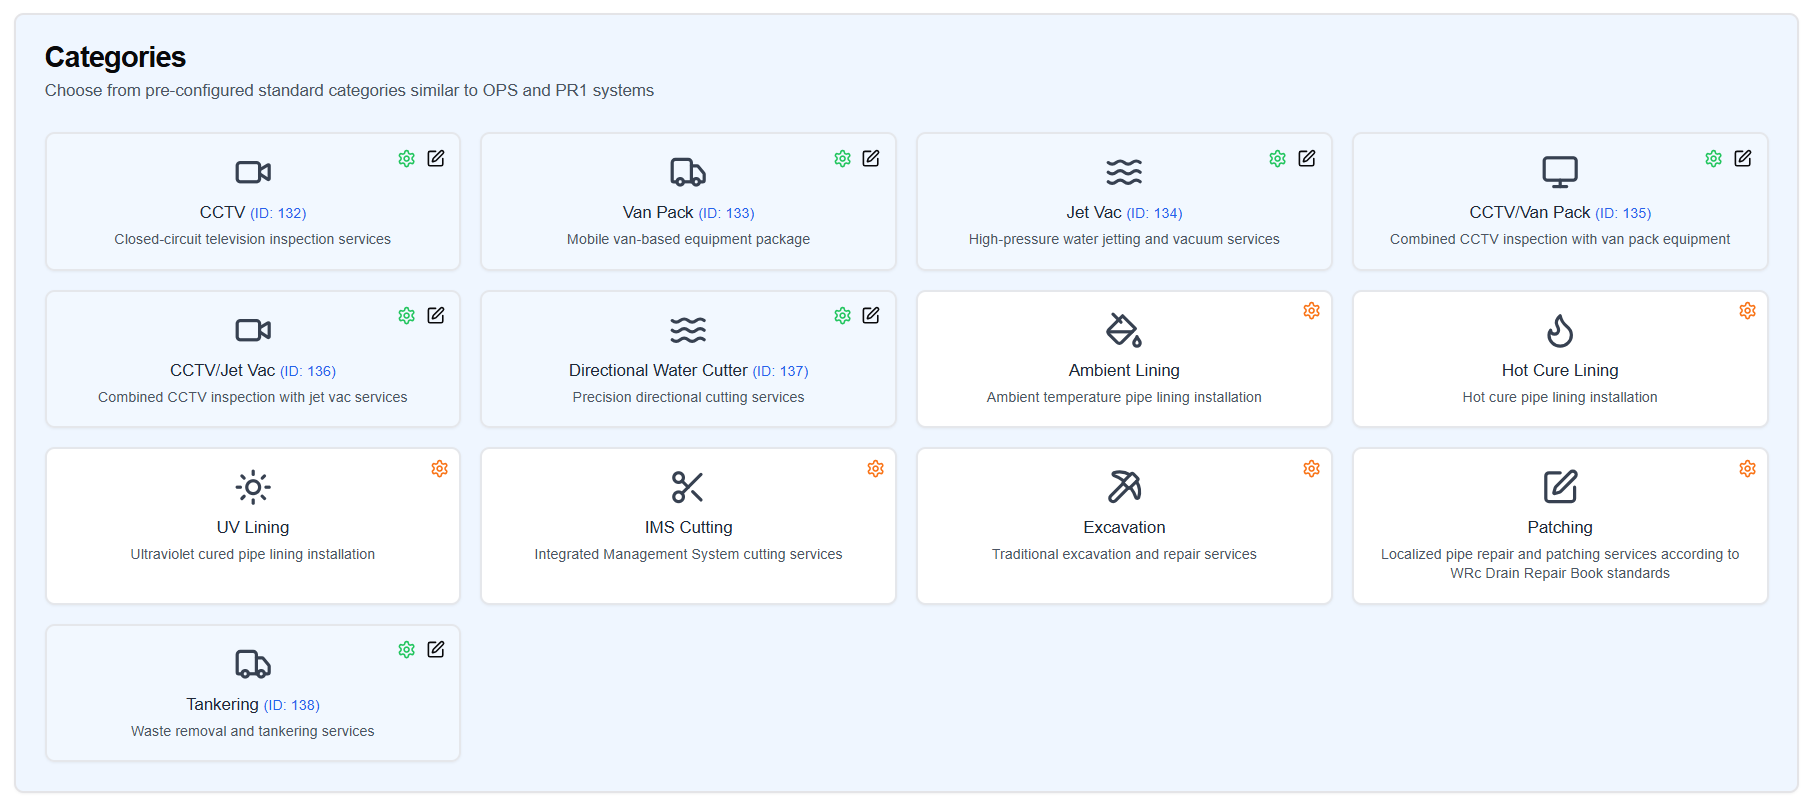 Categories
Choose from pre-configured standard categories similar to OPS and PR1 systems
CCTV (ID: 132)
Closed-circuit television inspection services
Van Pack (ID: 133)
Mobile van-based equipment package
Jet Vac (ID: 134)
High-pressure water jetting and vacuum services
CCTV/Van Pack (ID: 135)
Combined CCTV inspection with van pack equipment
CCTV/Jet Vac (ID: 136)
Combined CCTV inspection with jet vac services
Directional Water Cutter (ID: 137)
Precision directional cutting services
Ambient Lining
Ambient temperature pipe lining installation
Hot Cure Lining
Hot cure pipe lining installation
UV Lining
Ultraviolet cured pipe lining installation
IMS Cutting
Integrated Management System cutting services
Excavation
Traditional excavation and repair services
Patching
Localized pipe repair and patching services according to
WRc Drain Repair Book standards
Tankering (ID: 138)
Waste removal and tankering services